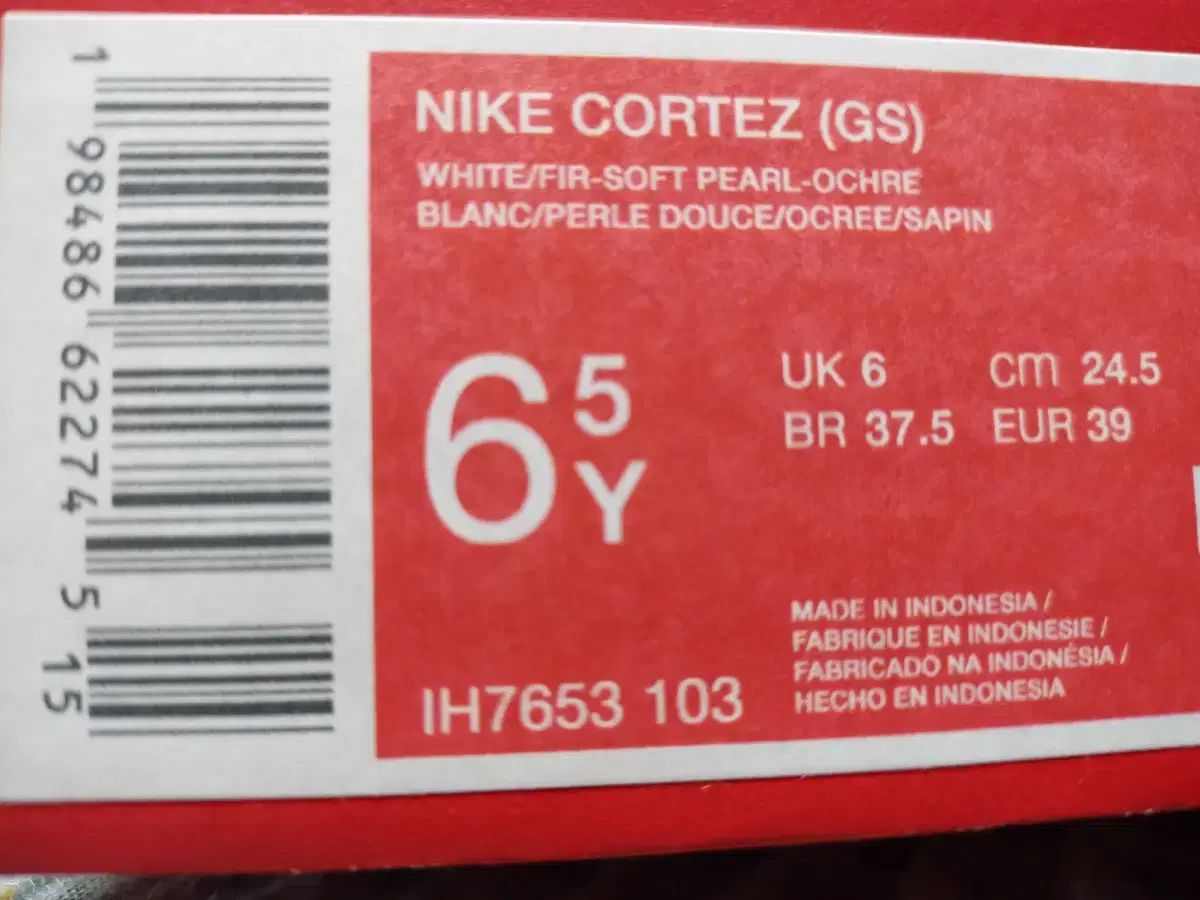 1 98486 62274 5 15
NIKE CORTEZ (GS)
WHITE/FIR-SOFT PEARL-OCHRE
BLANC/PERLE DOUCE/OCREE/SAPIN
6 5 Y
UK 6 cm 24.5
BR 37.5 EUR 39
MADE IN INDONESIA /
FABRIQUE EN INDONESIE /
FABRICADO NA INDONÉSIA /
HECHO EN INDONESIA
IH7653 103